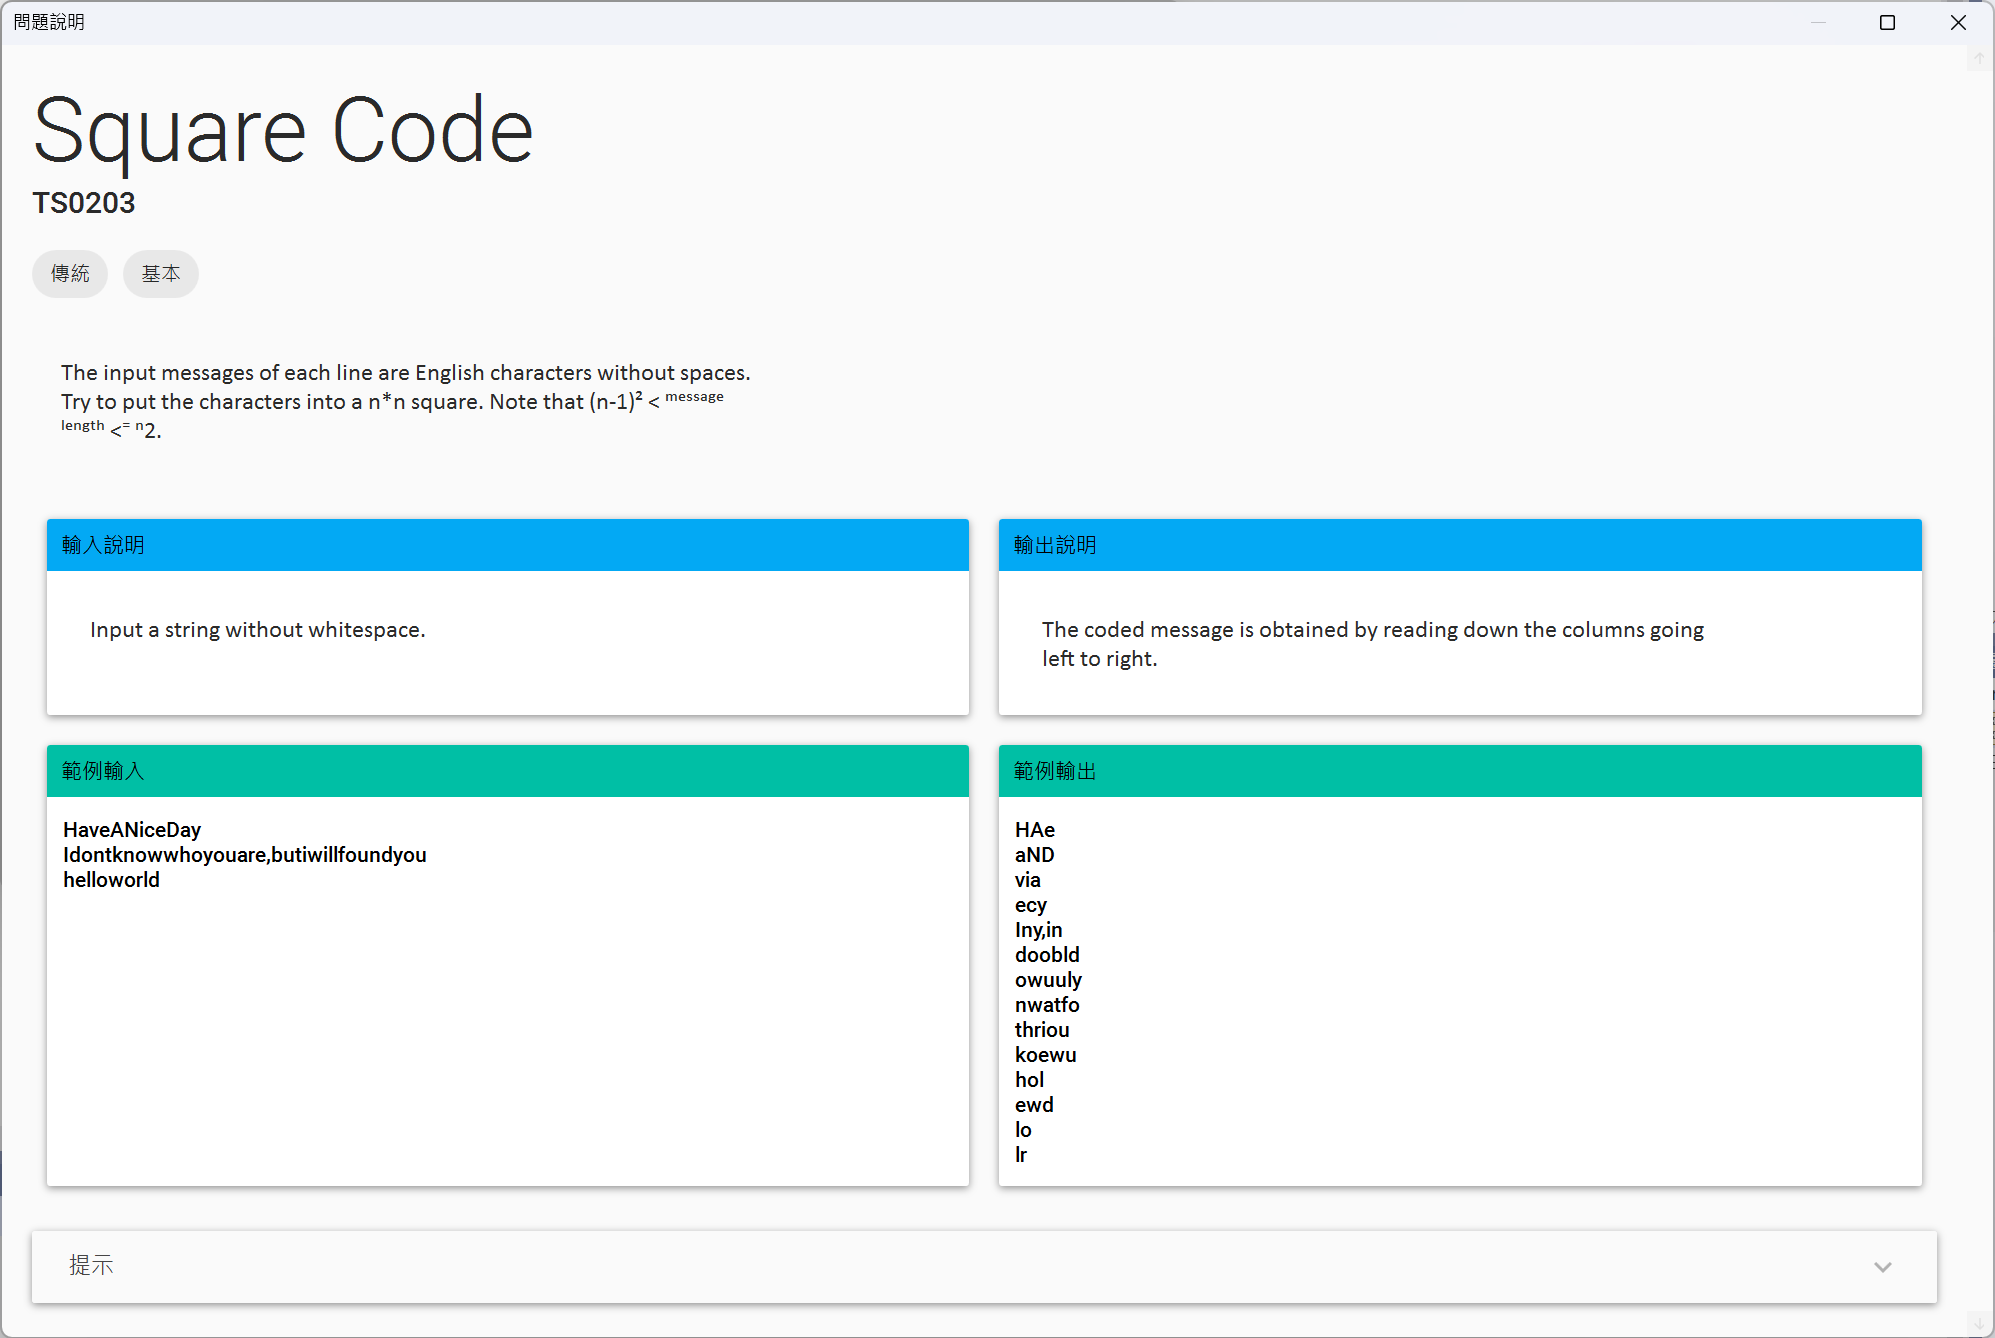 問題說明
Square Code
TS0203
傳統 基本
The input messages of each line are English characters without spaces.
Try to put the characters into a n*n square. Note that (n-1)² < ᵐᵉˢˢᵃᵍᵉ
ˡᵉⁿᵍᵗʰ <⁼ ⁿ2.
輸入說明
Input a string without whitespace.
輸出說明
The coded message is obtained by reading down the columns going
left to right.
範例輸入
HaveANiceDay
Idontknowwhoyouare,butiwillfoundyou
helloworld
範例輸出
HAe
aND
via
ecy
Iny,in
doobld
owuuly
nwatfo
thriou
koewu
hol
ewd
lo
lr
提示